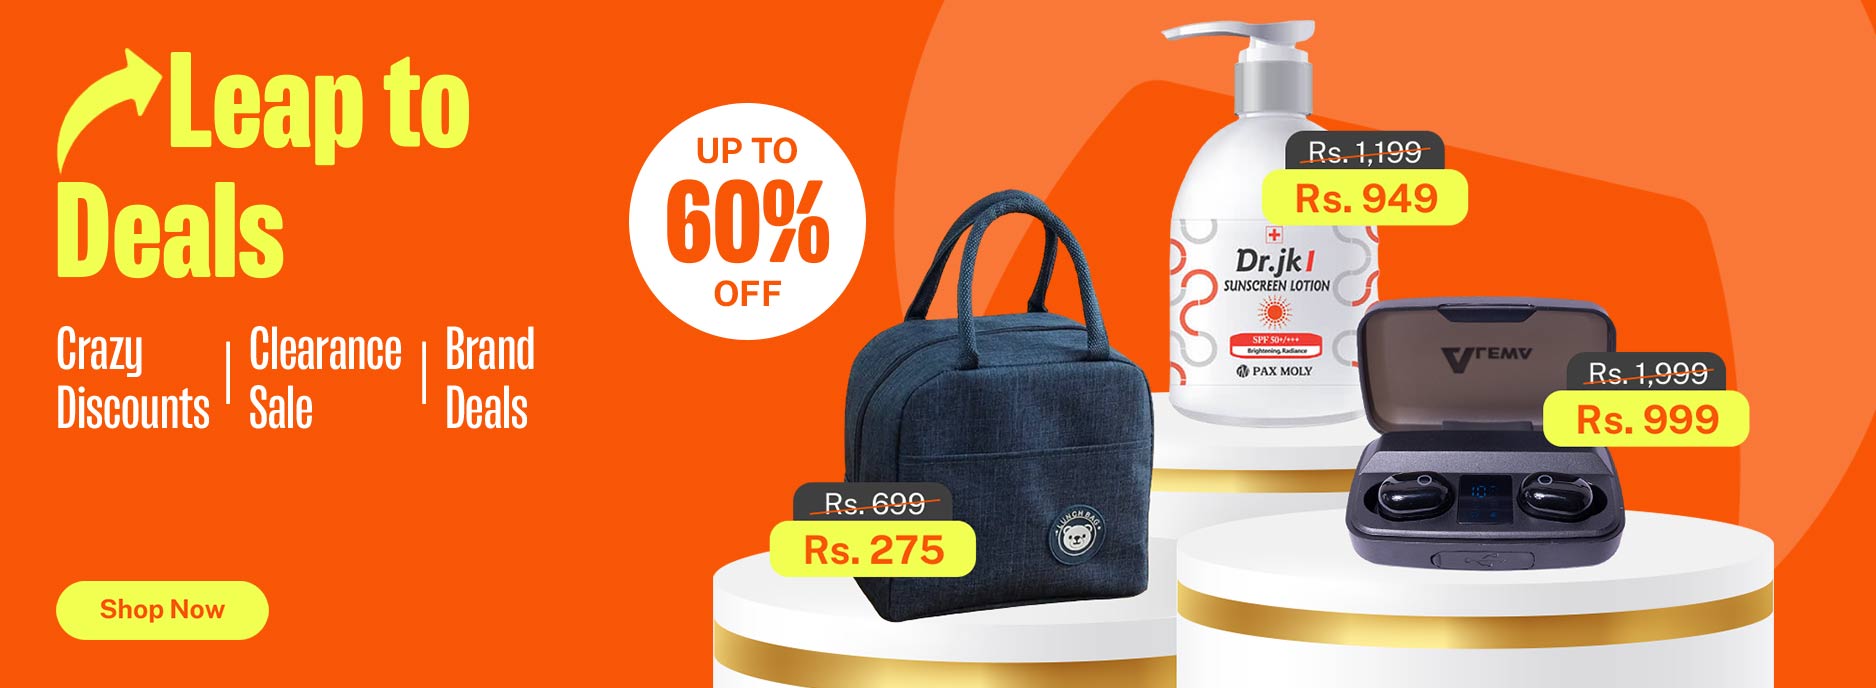 Leap to
Deals
Crazy
Discounts
Clearance
Sale
Brand
Deals
Shop Now
UP TO
60%
OFF
Rs. 699
Rs. 275
LUNCH BAG
Rs. 1,199
Rs. 949
Dr.jk1
SUNSCREEN LOTION
SPF 50+/+++
Brightening, Radiance
PAX MOLY
Rs. 1,999
Rs. 999